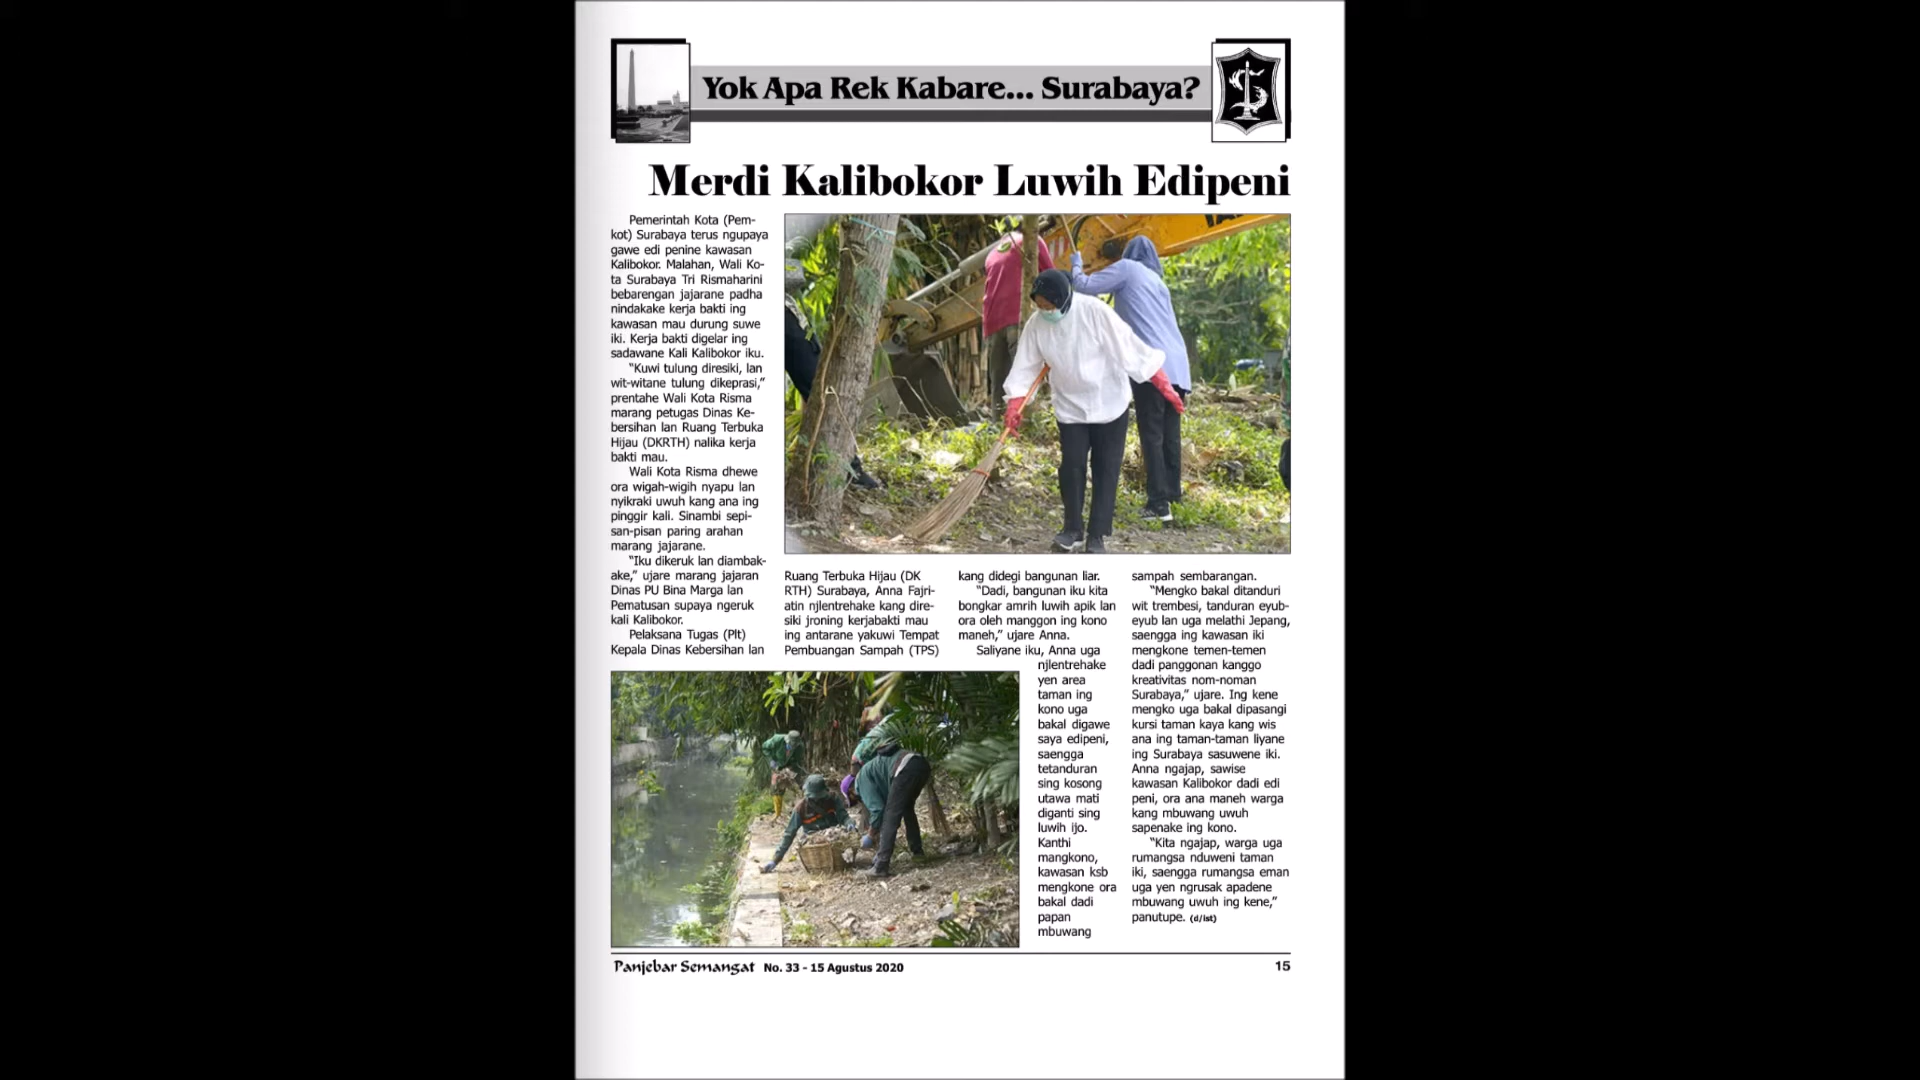 Yok Apa Rek Kabare... Surabaya?
Merdi Kalibokor Luwih Edipeni
Pemerintah Kota (Pem-
kot) Surabaya terus ngupaya
gawe edi penine kawasan
Kalibokor. Malahan, Wali Ko-
ta Surabaya Tri Rismaharini
bebarengan jajarane padha
nindakake kerja bakti ing
kawasan mau durung suwe
iki. Kerja bakti digelar ing
sadawane Kali Kalibokor iku.
“Kuwi tulung diresiki, lan
wit-witane tulung dikeprasi,”
prentahe Wali Kota Risma
marang petugas Dinas Ke-
bersihan lan Ruang Terbuka
Hijau (DKRTH) nalika kerja
bakti mau.
Wali Kota Risma dhewe
ora wigah-wigih nyapu lan
nyikraki uwuh kang ana ing
pinggir kali. Sinambi sepi-
san-pisan paring arahan
marang jajarane.
“Iku dikeruk lan diambak-
ake,” ujare marang jajaran
Dinas PU Bina Marga lan
Pematusan supaya ngeruk
kali Kalibokor.
Pelaksana Tugas (Plt)
Kepala Dinas Kebersihan lan
Ruang Terbuka Hijau (DK
RTH) Surabaya, Anna Fajri-
atin njlentrehake kang dire-
siki jroning kerjabakti mau
ing antarane yakuwi Tempat
Pembuangan Sampah (TPS)
kang didegi bangunan liar.
“Dadi, bangunan iku kita
bongkar amrih luwih apik lan
ora oleh manggon ing kono
maneh,” ujare Anna.
Saliyane iku, Anna uga
njlentrehake
yen area
taman ing
kono uga
bakal digawe
saya edipeni,
saengga
tetanduran
sing kosong
utawa mati
diganti sing
luwih ijo.
Kanthi
mangkono,
kawasan ksb
mengkone ora
bakal dadi
papan
mbuwang
sampah sembarangan.
“Mengko bakal ditanduri
wit trembesi, tanduran eyub-
eyub lan uga melathi Jepang,
saengga ing kawasan iki
mengkone temen-temen
dadi panggonan kanggo
kreativitas nom-noman
Surabaya,” ujare. Ing kene
mengko uga bakal dipasangi
kursi taman kaya kang wis
ana ing taman-taman liyane
ing Surabaya sasuwene iki.
Anna ngajap, sawise
kawasan Kalibokor dadi edi
peni, ora ana maneh warga
kang mbuwang uwuh
sapenake ing kono.
“Kita ngajap, warga uga
rumangsa nduweni taman
iki, saengga rumangsa eman
uga yen ngrusak apadene
mbuwang uwuh ing kene,”
panutupe. (d/ist)
Panjebar Semangat No. 33 - 15 Agustus 2020
15